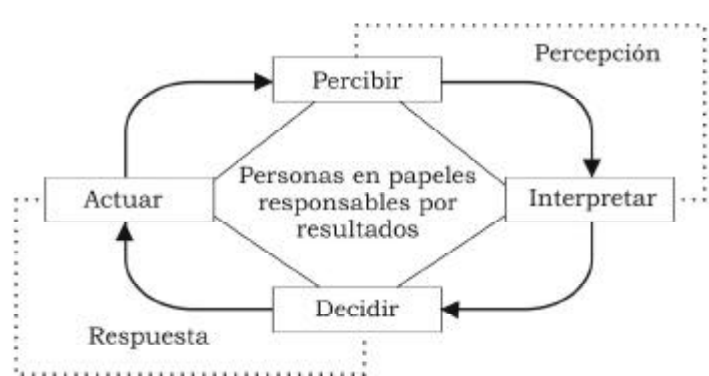 Percepción
Percibir
Personas en papeles
responsables por
resultados
Actuar
Interpretar
Decidir
Respuesta